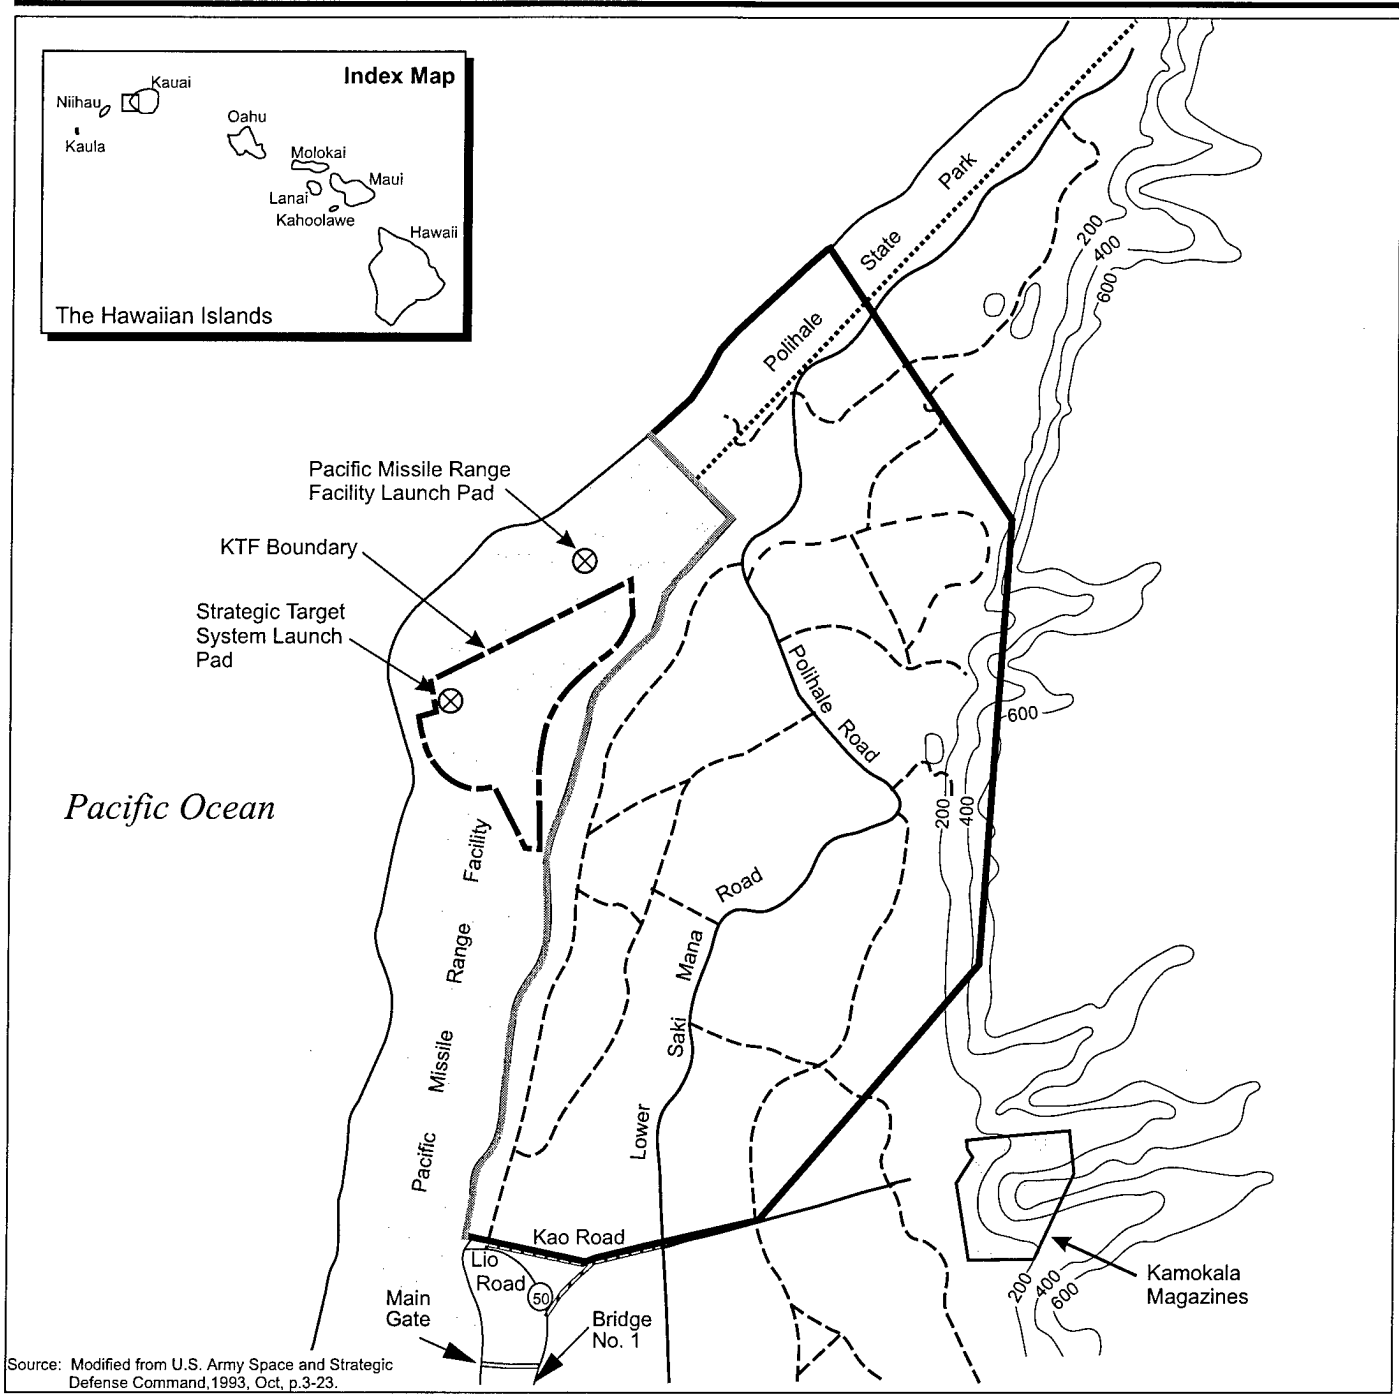 Index Map
Kauai
Niihau
Kaula
Oahu
Molokai
Maui
Lanai
Kahoolawe
Hawaii
The Hawaiian Islands
Park
State
Polihale
200
400
600
Pacific Missile Range
Facility Launch Pad
KTF Boundary
Strategic Target
System Launch
Pad
Polihale Road
600
200
400
Pacific Ocean
Pacific Missile Range Facility
Lower Saki Mana Road
Kao Road
Lio
Road
50
Main
Gate
Bridge
No. 1
200
400
600
Kamokala
Magazines
Source: Modified from U.S. Army Space and Strategic
Defense Command,1993, Oct, p.3-23.